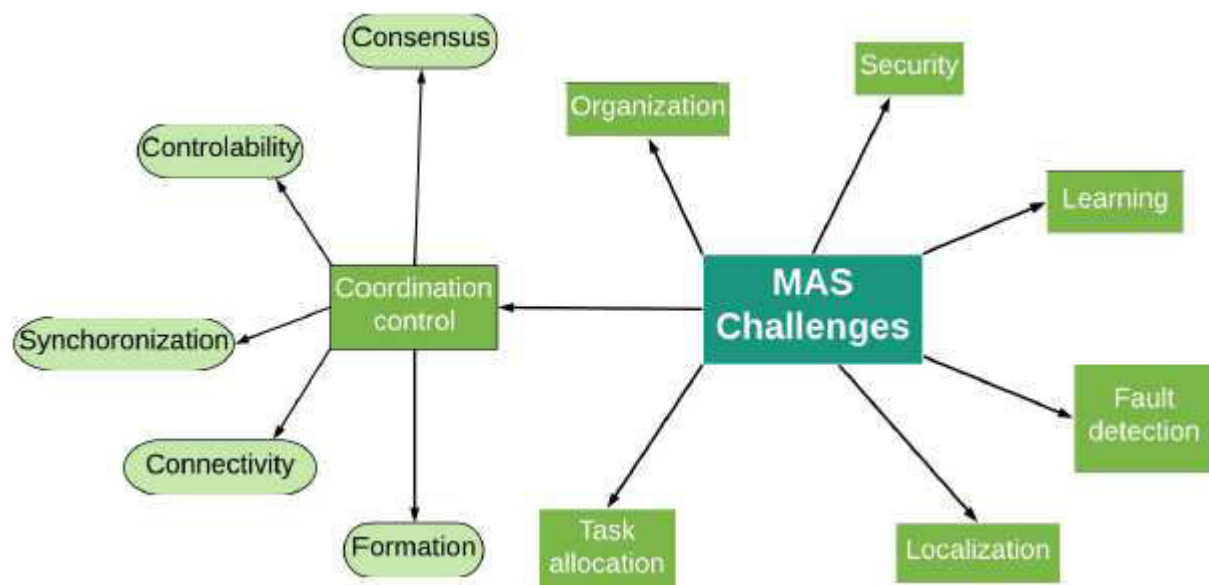 Consensus
Security
Organization
Controlability
Learning
Coordination
control
MAS
Challenges
Synchoronization
Fault
detection
Connectivity
Formation
Task
allocation
Localization